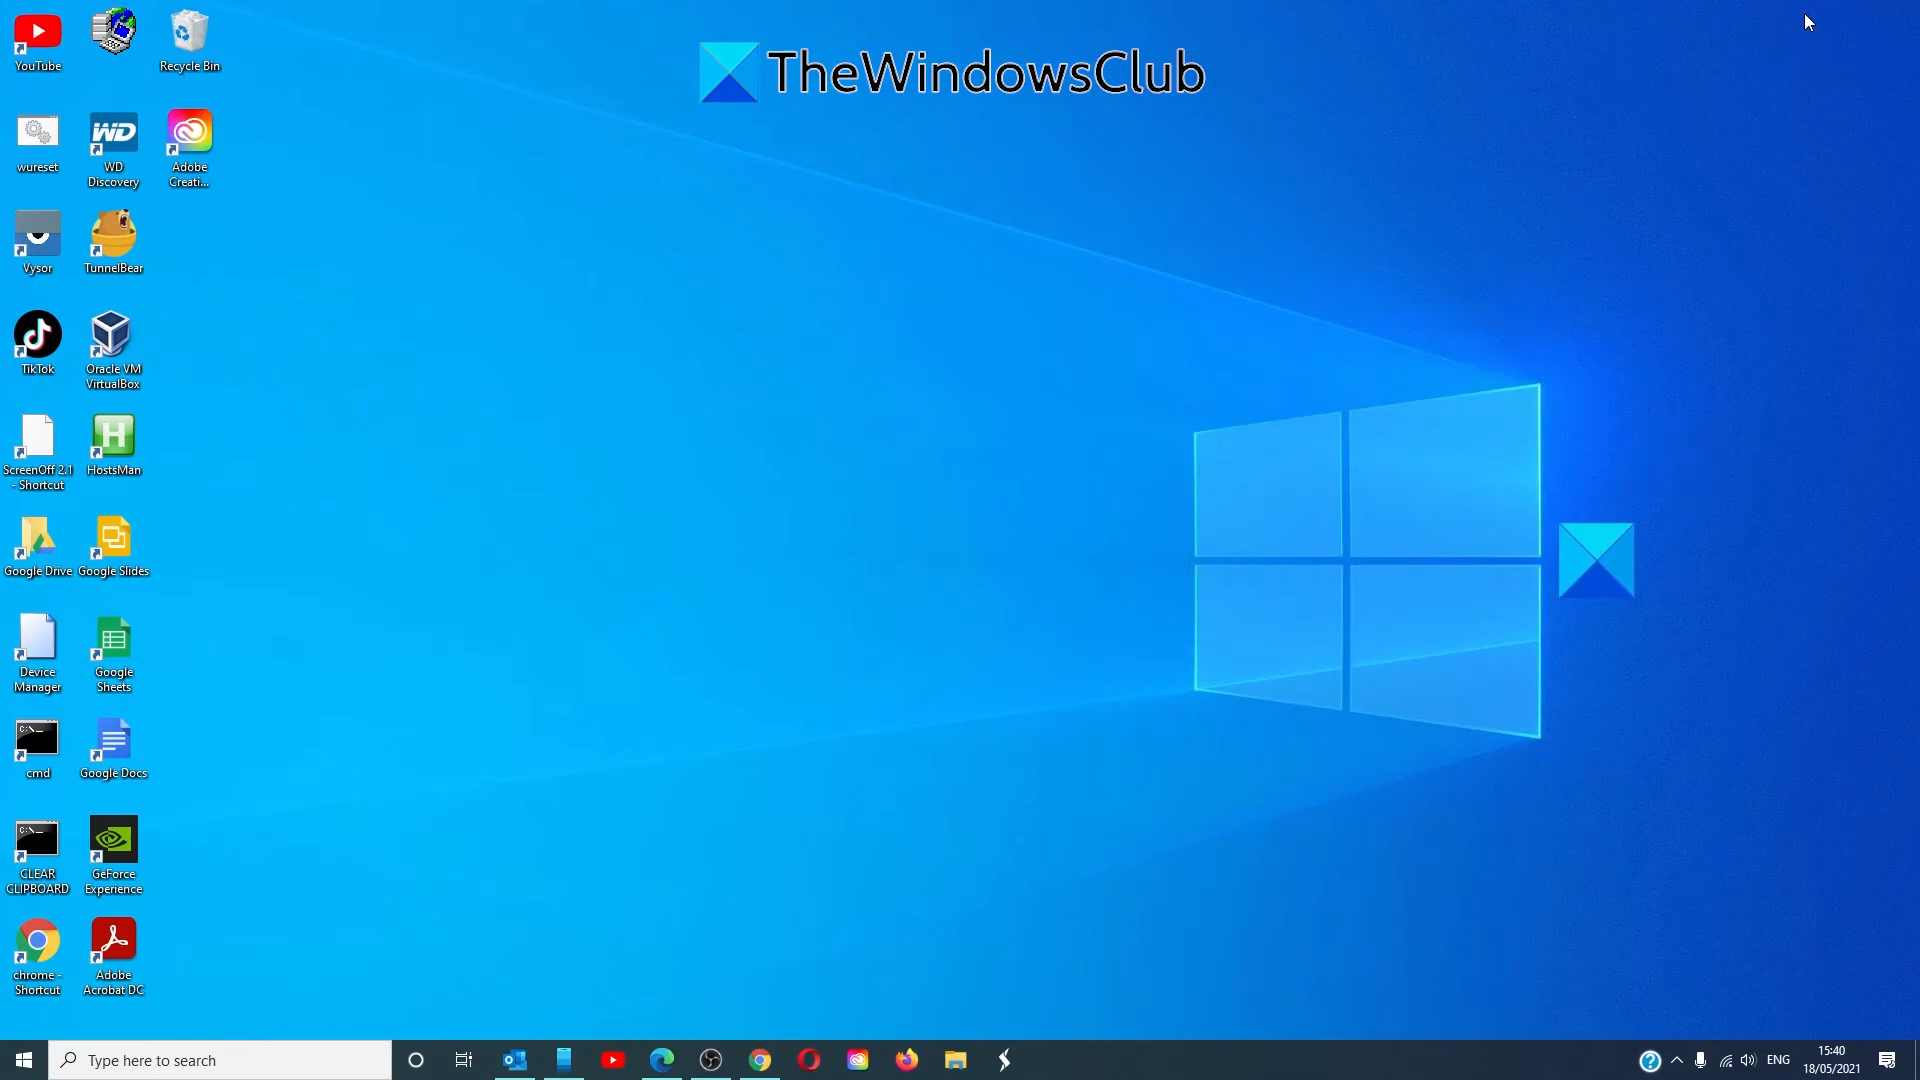 TheWindowsClub
YouTube
Recycle Bin
wureset
WD
Discovery
Adobe
Creati...
Vysor
TunnelBear
TikTok
Oracle VM
VirtualBox
ScreenOff 2.1
- Shortcut
HostsMan
Google Drive
Google Slides
Device
Manager
Google
Sheets
cmd
Google Docs
CLEAR
CLIPBOARD
GeForce
Experience
chrome -
Shortcut
Adobe
Acrobat DC
Type here to search
ENG
15:40
18/05/2021